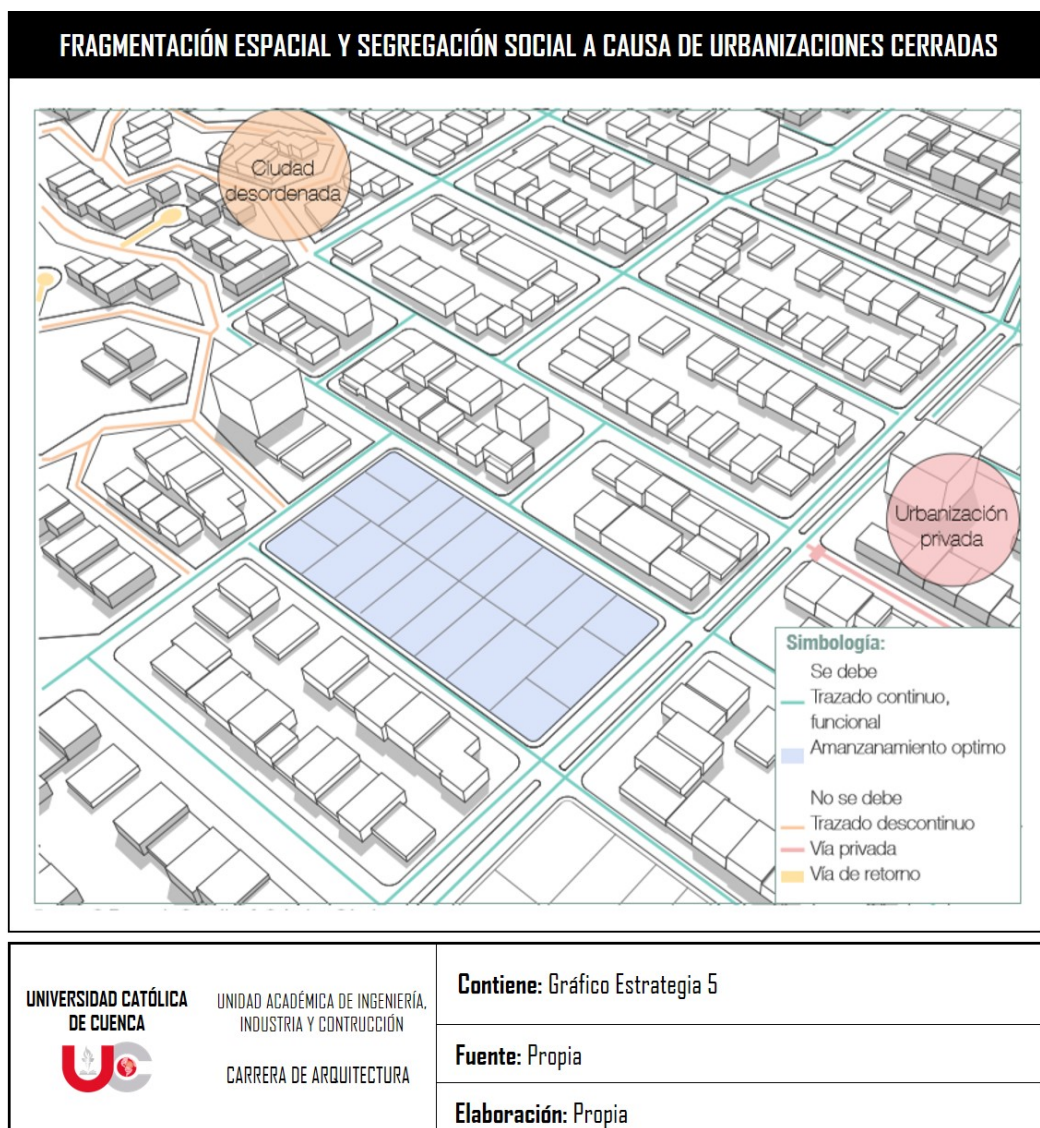 FRAGMENTACIÓN ESPACIAL Y SEGREGACIÓN SOCIAL A CAUSA DE URBANIZACIONES CERRADAS
Ciudad
desordenada
Urbanización
privada
Simbología:
Se debe
Trazado continuo,
funcional
Amanzanamiento optimo
No se debe
Trazado descontinuo
Vía privada
Vía de retorno
UNIVERSIDAD CATÓLICA
DE CUENCA
UC
UNIDAD ACADÉMICA DE INGENIERÍA,
INDUSTRIA Y CONTRUCCIÓN
CARRERA DE ARQUITECTURA
Contiene: Gráfico Estrategia 5
Fuente: Propia
Elaboración: Propia